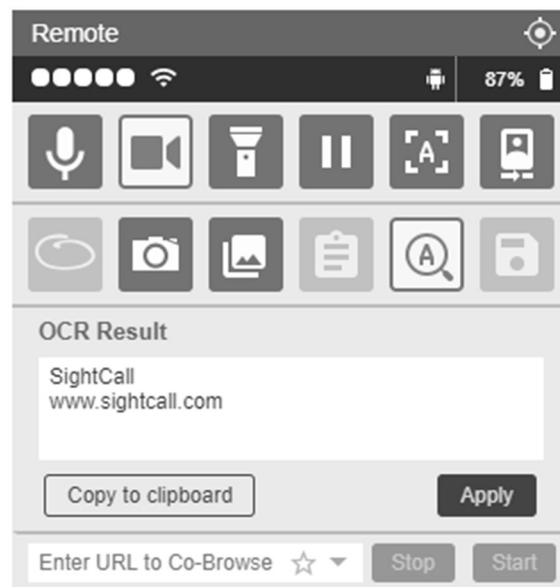 Remote
87%
A
A
OCR Result
SightCall
www.sightcall.com
Copy to clipboard
Apply
Enter URL to Co-Browse
Stop
Start